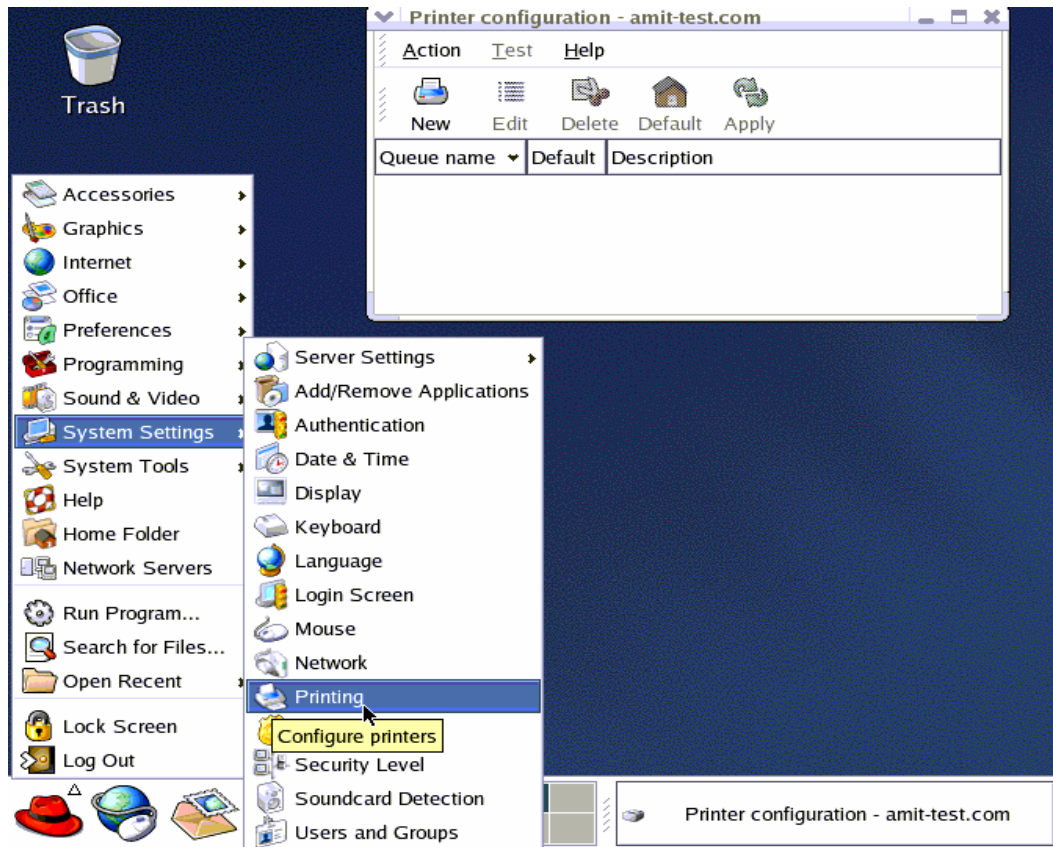 Printer configuration - amit-test.com
Action Test Help
New Edit Delete Default Apply
Queue name Default Description
Trash
Accessories
Graphics
Internet
Office
Preferences
Programming
Sound & Video
System Settings
System Tools
Help
Home Folder
Network Servers
Run Program...
Search for Files...
Open Recent
Lock Screen
Log Out
Server Settings
Add/Remove Applications
Authentication
Date & Time
Display
Keyboard
Language
Login Screen
Mouse
Network
Printing
Configure printers
Security Level
Soundcard Detection
Users and Groups
Printer configuration - amit-test.com